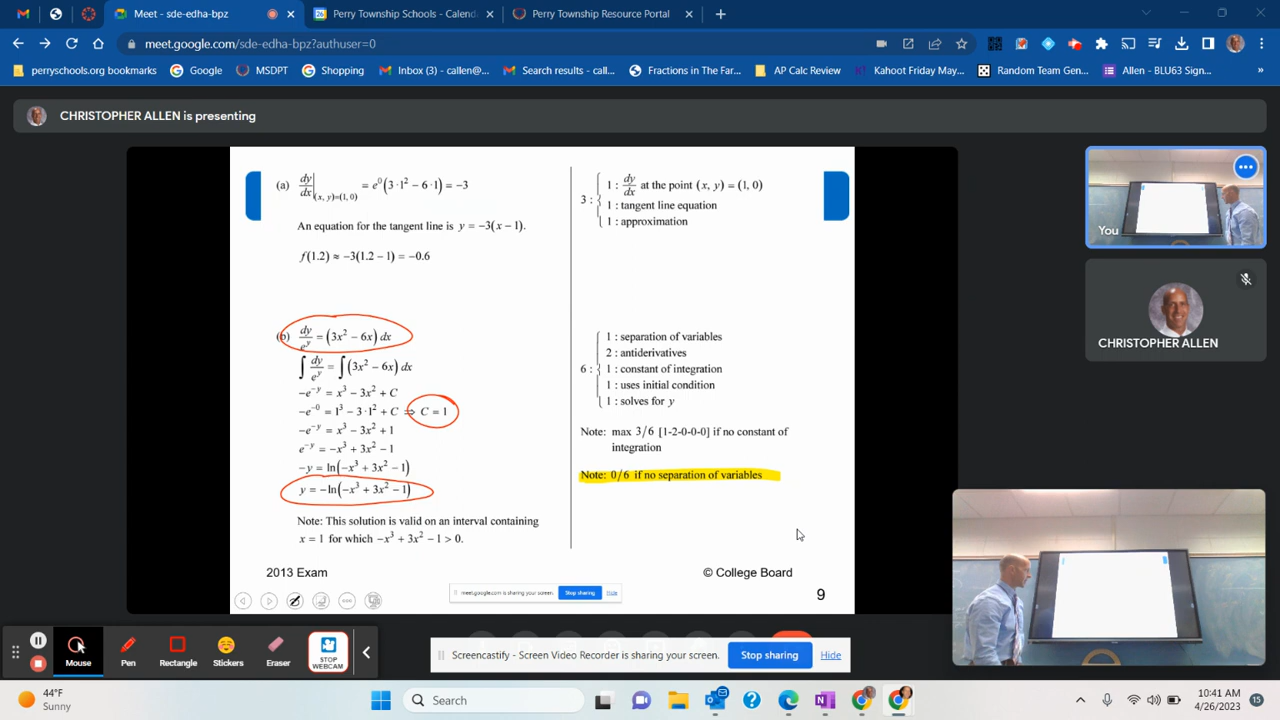 Meet - sde-edha-bpz
Perry Township Schools - Calend
Perry Township Resource Portal
meet.google.com/sde-edha-bpz?authuser=0
perryschools.org bookmarks
Google
MSDPT
Shopping
Inbox (3) - callen@...
Search results - call...
Fractions in The Far...
AP Calc Review
Kahoot Friday May...
Random Team Gen...
Allen - BLU63 Sign...
CHRISTOPHER ALLEN is presenting
(a) dy/dx|(x, y)=(1, 0) = e⁰(3·1² − 6·1) = −3
An equation for the tangent line is y = −3(x − 1).
f(1.2) ≈ −3(1.2 − 1) = −0.6
3 : { 1 : dy/dx at the point (x, y) = (1, 0)
1 : tangent line equation
1 : approximation
(b) dy/e^y = (3x² − 6x) dx
∫ dy/e^y = ∫(3x² − 6x) dx
−e^−y = x³ − 3x² + C
−e^−0 = 1³ − 3·1² + C ⇒ C = 1
−e^−y = x³ − 3x² + 1
e^−y = −x³ + 3x² − 1
−y = ln(−x³ + 3x² − 1)
y = −ln(−x³ + 3x² − 1)
Note: This solution is valid on an interval containing
x = 1 for which −x³ + 3x² − 1 > 0.
6 : { 1 : separation of variables
2 : antiderivatives
1 : constant of integration
1 : uses initial condition
1 : solves for y
Note: max 3/6 [1-2-0-0-0] if no constant of
integration
Note: 0/6 if no separation of variables
2013 Exam
© College Board
9
meet.google.com is sharing your screen.
Stop sharing
Hide
You
CHRISTOPHER ALLEN
Mouse
Pen
Rectangle
Stickers
Eraser
STOP
WEBCAM
Screencastify - Screen Video Recorder is sharing your screen.
Stop sharing
Hide
44°F
Sunny
Search
10:41 AM
4/26/2023
15